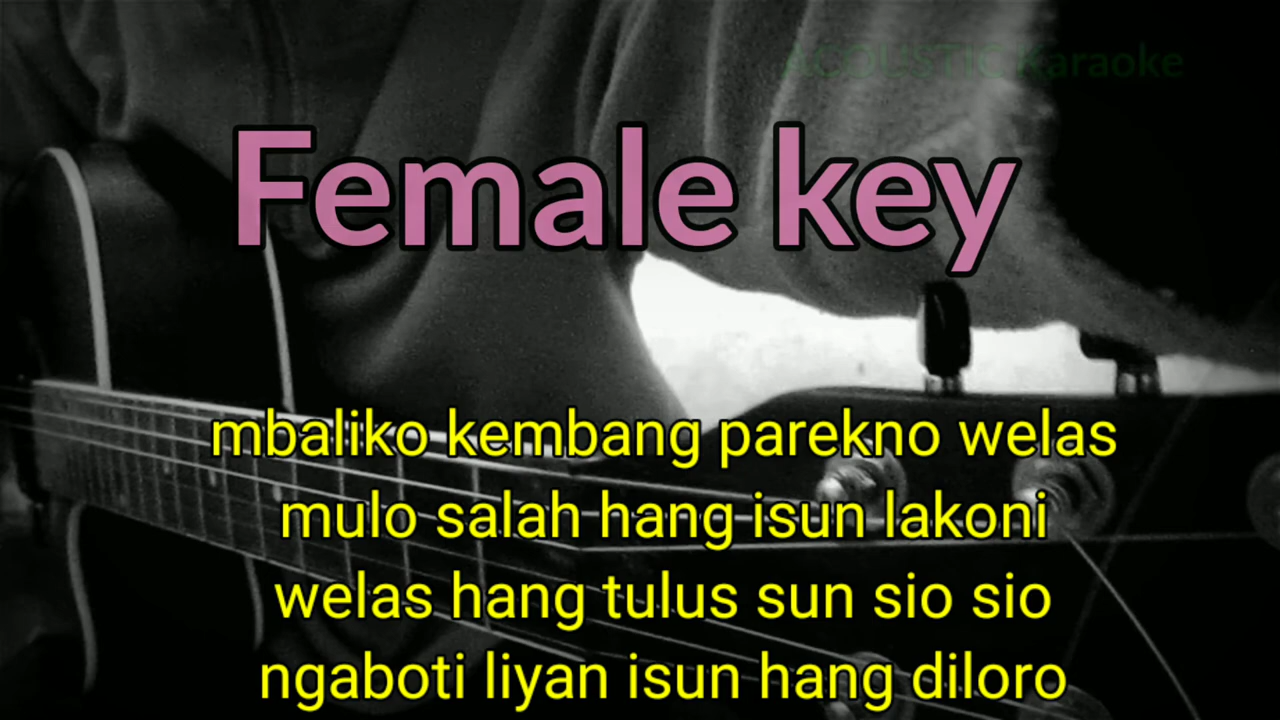 ACOUSTIC Karaoke
Female key
mbaliko kembang parekno welas
mulo salah hang isun lakoni
welas hang tulus sun sio sio
ngaboti liyan isun hang diloro